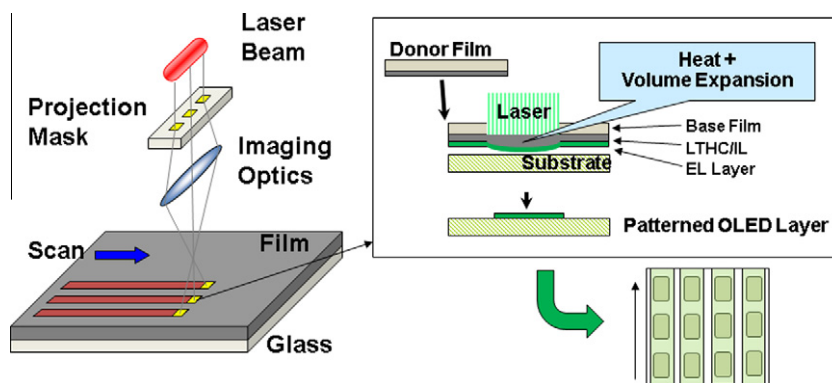 Laser
Beam
Projection
Mask
Imaging
Optics
Film
Scan
Glass
Donor Film
Heat +
Volume Expansion
Laser
Base Film
LTHC/IL
EL Layer
Substrate
Patterned OLED Layer